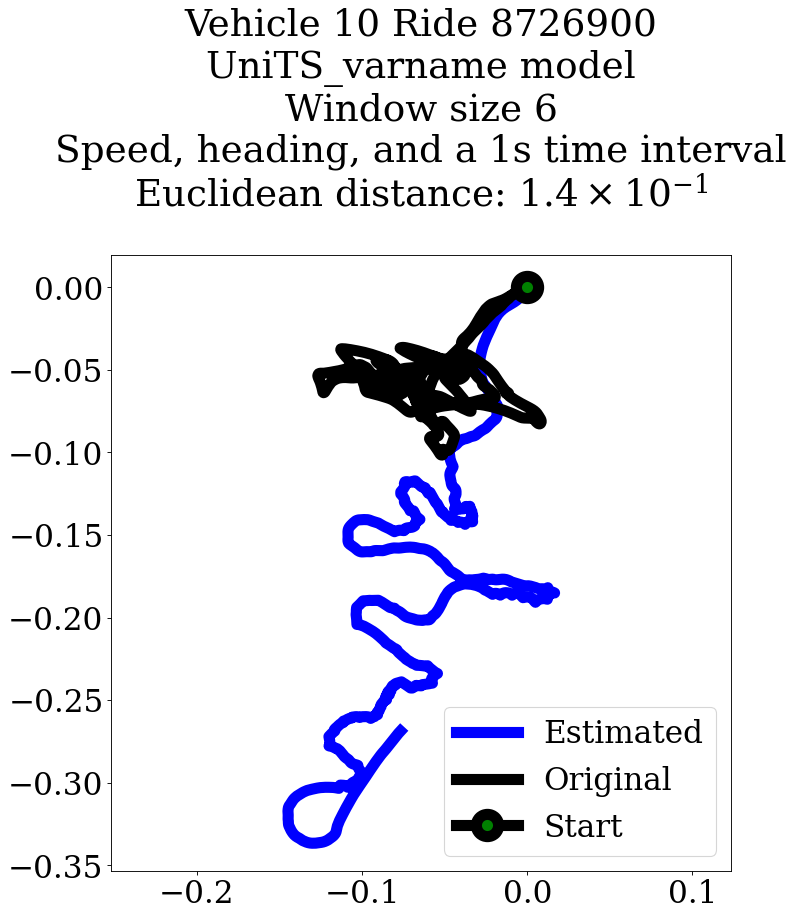 Vehicle 10 Ride 8726900
UniTS_varname model
Window size 6
Speed, heading, and a 1s time interval
Euclidean distance: 1.4 × 10⁻¹
0.00
−0.05
−0.10
−0.15
−0.20
−0.25
−0.30
−0.35
−0.2
−0.1
0.0
0.1
Estimated
Original
Start